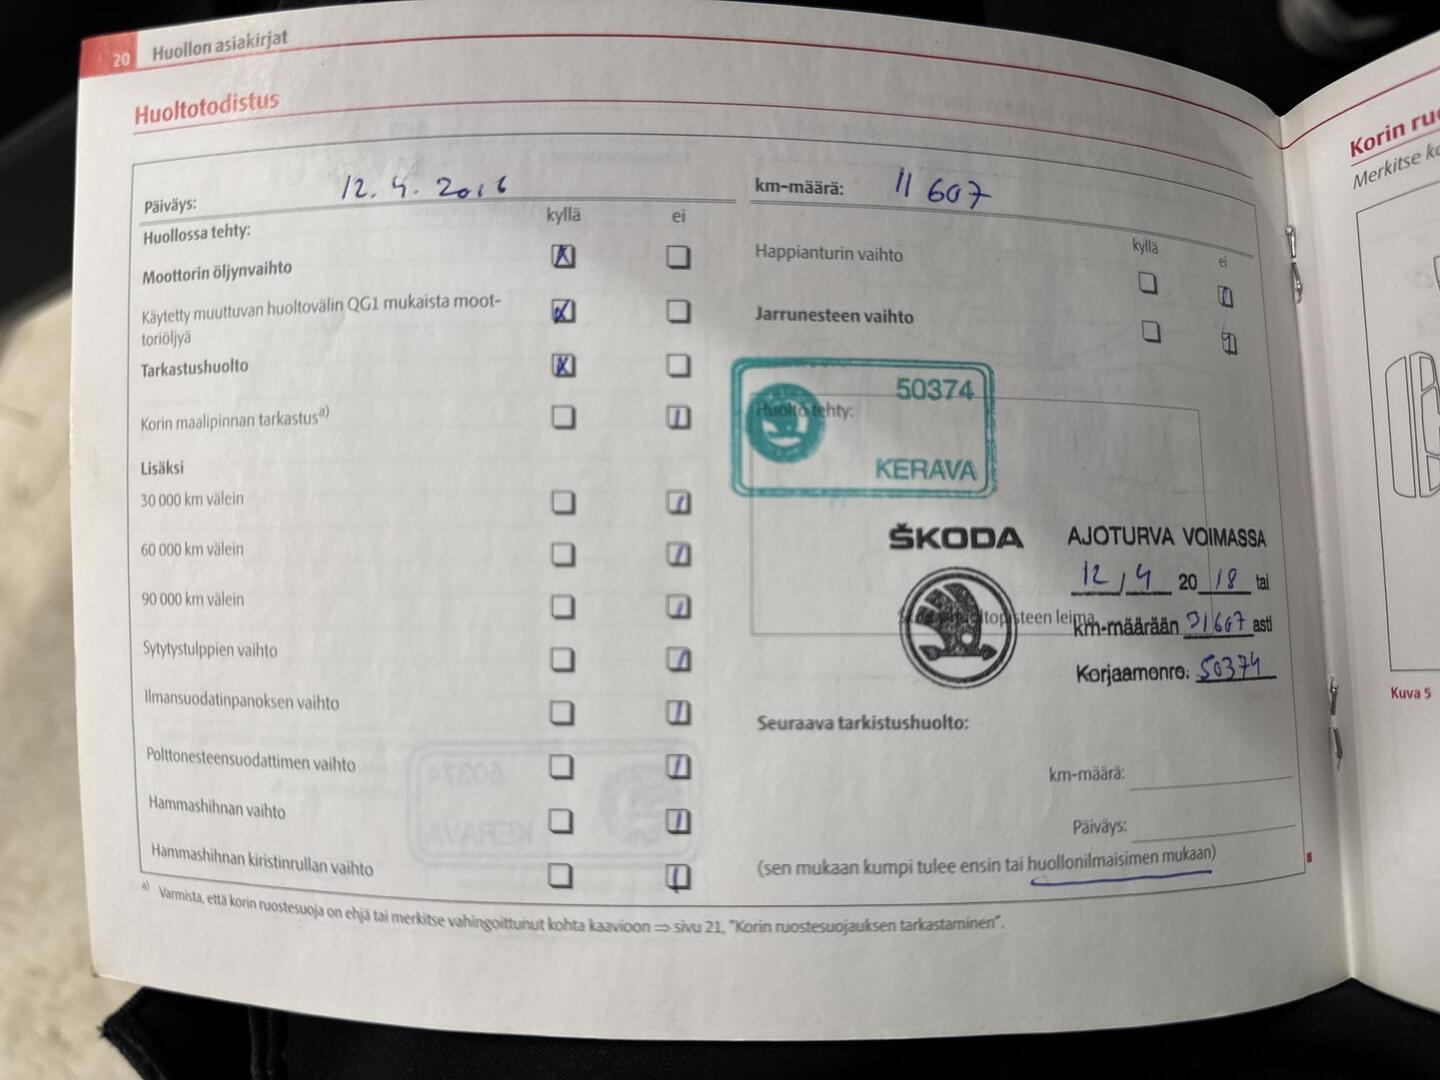 20 Huollon asiakirjat
Huoltotodistus
Päiväys: 12.4.2016
kyllä ei
Huollossa tehty:
Moottorin öljynvaihto
Käytetty muuttuvan huoltovälin QG1 mukaista moot-
toriöljyä
Tarkastushuolto
Korin maalipinnan tarkastus a)
Lisäksi
30 000 km välein
60 000 km välein
90 000 km välein
Sytytystulppien vaihto
Ilmansuodatinpanoksen vaihto
Polttonesteensuodattimen vaihto
Hammashihnan vaihto
Hammashihnan kiristinrullan vaihto
km-määrä: 11 607
kyllä ei
Happianturin vaihto
Jarrunesteen vaihto
50374
Huolto tehty:
KERAVA
ŠKODA AJOTURVA VOIMASSA
12 / 4 20 18 tai
topisteen leima
km-määrään 31607 asti
Korjaamonro. 50374
Seuraava tarkistushuolto:
km-määrä:
Päiväys:
(sen mukaan kumpi tulee ensin tai huollonilmaisimen mukaan)
a) Varmista, että korin ruostesuoja on ehjä tai merkitse vahingoittunut kohta kaavioon ⇒ sivu 21, "Korin ruostesuojauksen tarkastaminen".
Korin
Merkitse
Kuva 5